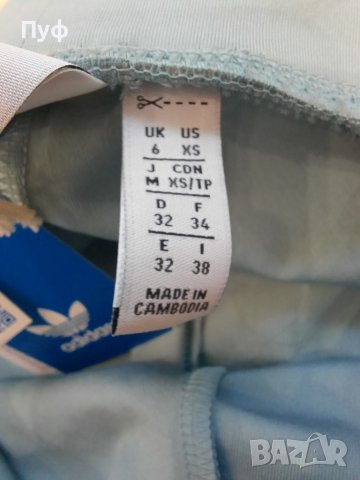 Пуф
UK US
6 XS
J CDN
M XS/TP
D F
32 34
E I
32 38
MADE IN
CAMBODIA
adidas
BAZAR